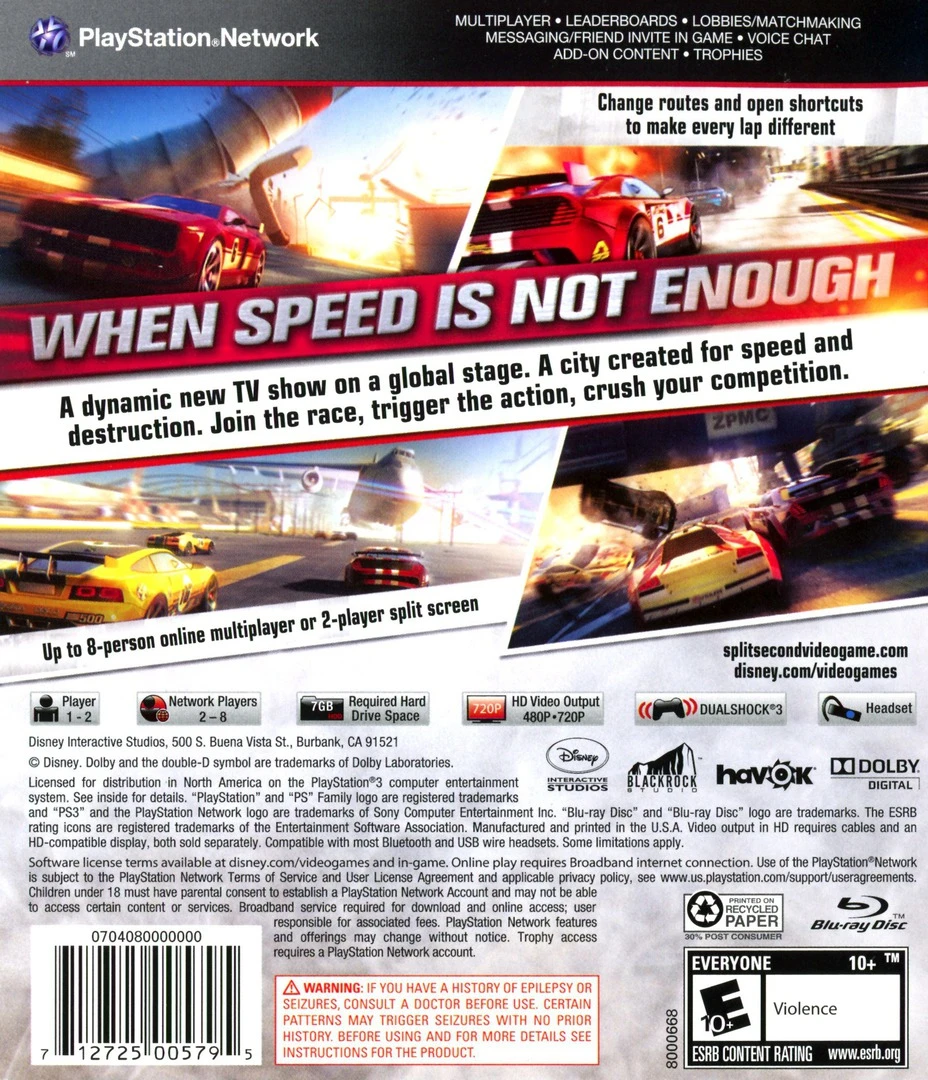 PlayStation®Network
SM
MULTIPLAYER • LEADERBOARDS • LOBBIES/MATCHMAKING
MESSAGING/FRIEND INVITE IN GAME • VOICE CHAT
ADD-ON CONTENT • TROPHIES
Change routes and open shortcuts
to make every lap different
6
WHEN SPEED IS NOT ENOUGH
A dynamic new TV show on a global stage. A city created for speed and
destruction. Join the race, trigger the action, crush your competition.
ZPMC
500
Up to 8-person online multiplayer or 2-player split screen
splitsecondvideogame.com
disney.com/videogames
Player
1 - 2
Network Players
2 – 8
7GB
HDD
Required Hard
Drive Space
720P
HD Video Output
480P•720P
DUALSHOCK®3
Headset
Disney Interactive Studios, 500 S. Buena Vista St., Burbank, CA 91521
© Disney. Dolby and the double-D symbol are trademarks of Dolby Laboratories.
Licensed for distribution in North America on the PlayStation®3 computer entertainment
system. See inside for details. “PlayStation” and “PS” Family logo are registered trademarks
and “PS3” and the PlayStation Network logo are trademarks of Sony Computer Entertainment Inc. “Blu-ray Disc” and “Blu-ray Disc” logo are trademarks. The ESRB
rating icons are registered trademarks of the Entertainment Software Association. Manufactured and printed in the U.S.A. Video output in HD requires cables and an
HD-compatible display, both sold separately. Compatible with most Bluetooth and USB wire headsets. Some limitations apply.
Disney
INTERACTIVE
STUDIOS
BLACK ROCK
STUDIO
havok
DOLBY
DIGITAL
Software license terms available at disney.com/videogames and in-game. Online play requires Broadband internet connection. Use of the PlayStation®Network
is subject to the PlayStation Network Terms of Service and User License Agreement and applicable privacy policy, see www.us.playstation.com/support/useragreements.
Children under 18 must have parental consent to establish a PlayStation Network Account and may not be able
to access certain content or services. Broadband service required for download and online access; user
responsible for associated fees. PlayStation Network features
and offerings may change without notice. Trophy access
requires a PlayStation Network account.
PRINTED ON
RECYCLED
PAPER
30% POST CONSUMER
Blu-ray Disc
TM
0704080000000
7 12725 00579 5
WARNING: IF YOU HAVE A HISTORY OF EPILEPSY OR
SEIZURES, CONSULT A DOCTOR BEFORE USE. CERTAIN
PATTERNS MAY TRIGGER SEIZURES WITH NO PRIOR
HISTORY. BEFORE USING AND FOR MORE DETAILS SEE
INSTRUCTIONS FOR THE PRODUCT.
8000668
EVERYONE 10+ TM
E
10+
Violence
ESRB CONTENT RATING www.esrb.org